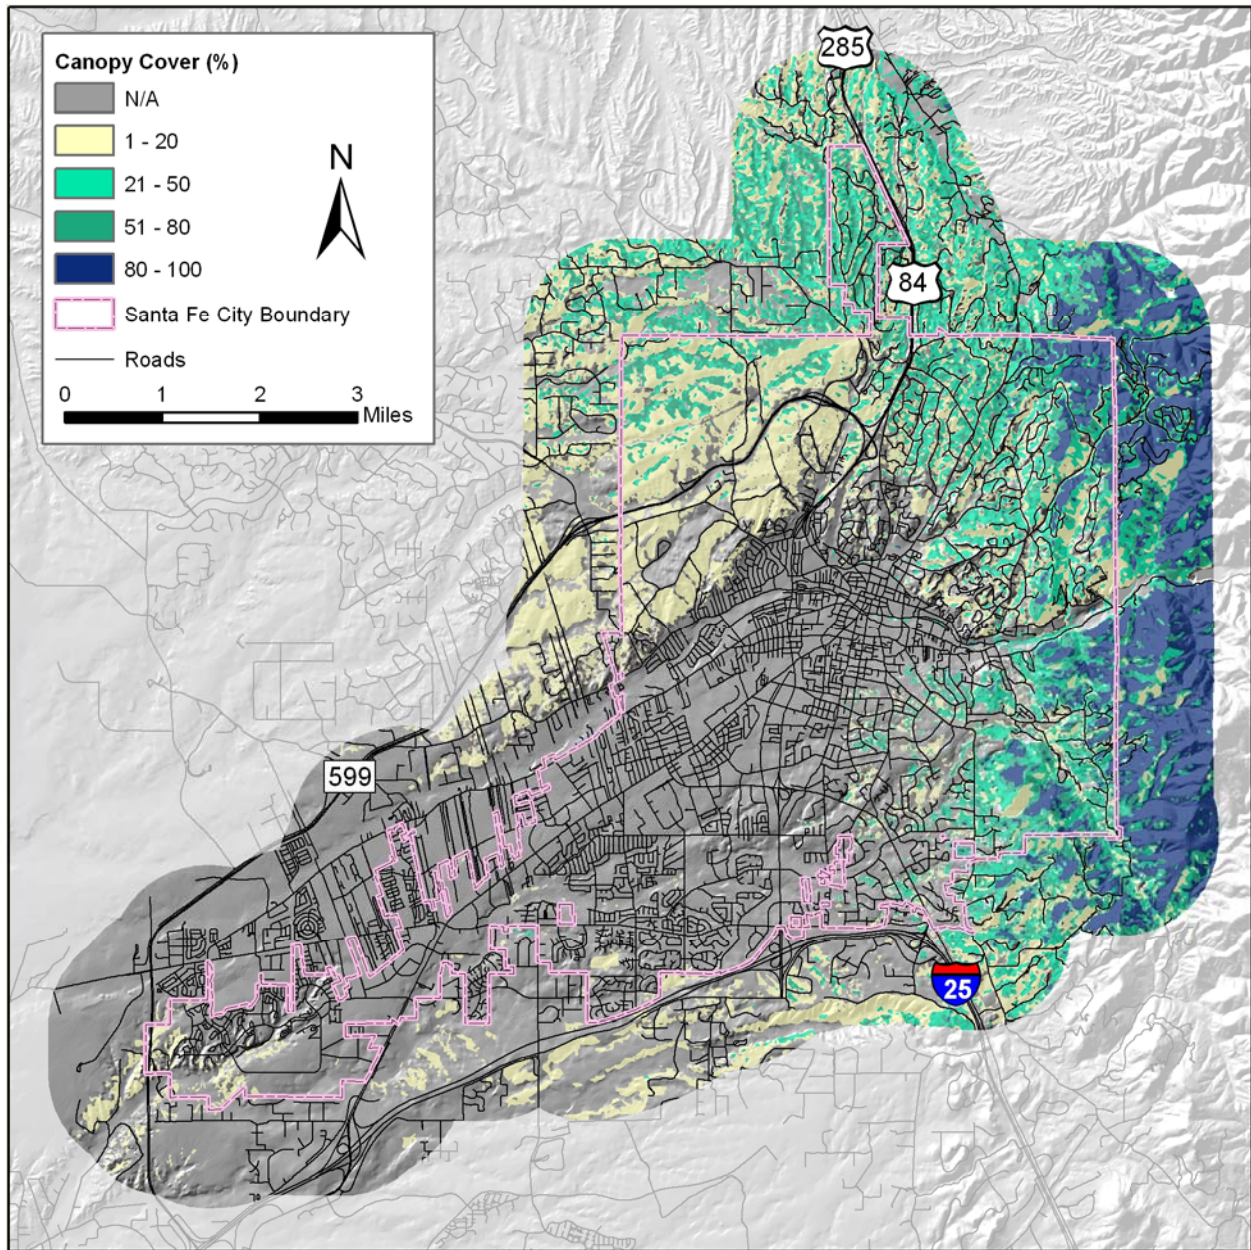 Canopy Cover (%)
N/A
1 - 20
21 - 50
51 - 80
80 - 100
Santa Fe City Boundary
Roads
N
0 1 2 3
Miles
285
84
599
25